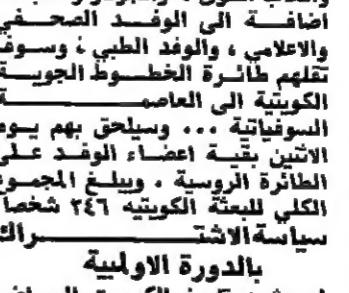 اضافة الى الوفد الصحفي
والاعلامي ، والوفد الطبي ، وسوف
تقلهم طائرة الخطوط الجوية
الكويتية الى العاصمة
السوفياتية ... وسيلحق بهم يوم
الاثنين بقية اعضاء الوفد على
الطائرة الروسية . ويبلغ المجموع
الكلي للبعثة الكويتيه ٢٤٦ شخصا
سياسة الاشتراك
بالدورة الاولمبية